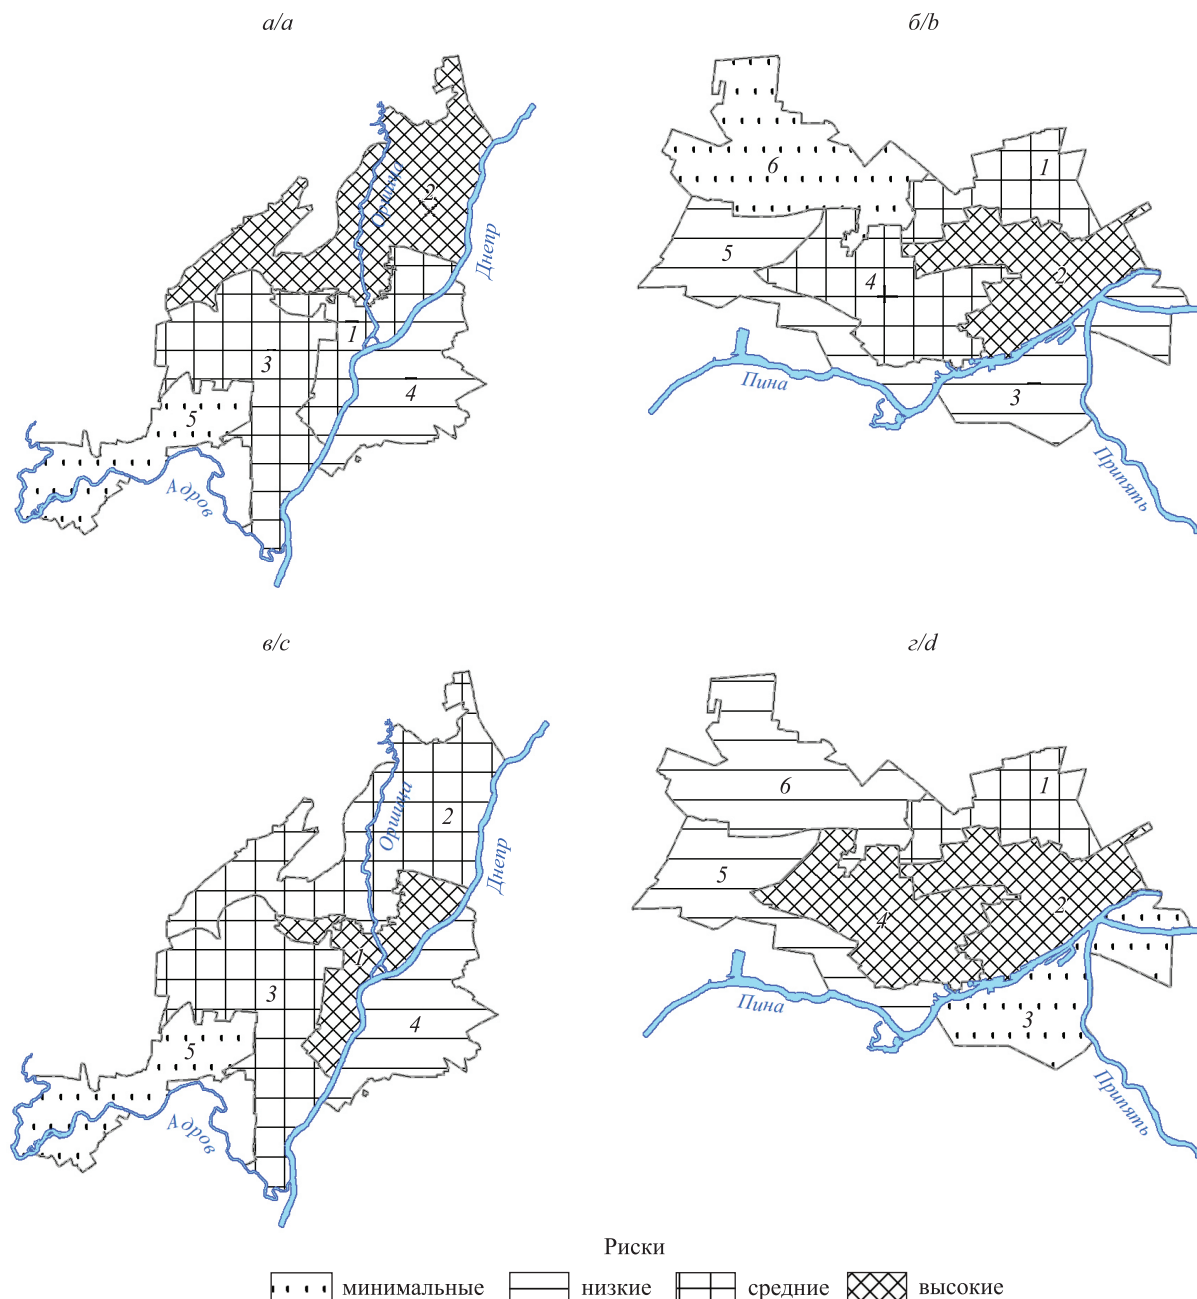 а/a
б/b
Оршица
2
Днепр
1
3
4
5
Адров
6
1
5
4
2
3
Пина
Припять
в/c
г/d
Оршица
2
Днепр
1
3
4
5
Адров
6
1
5
4
2
3
Пина
Припять
Риски
минимальные низкие средние высокие